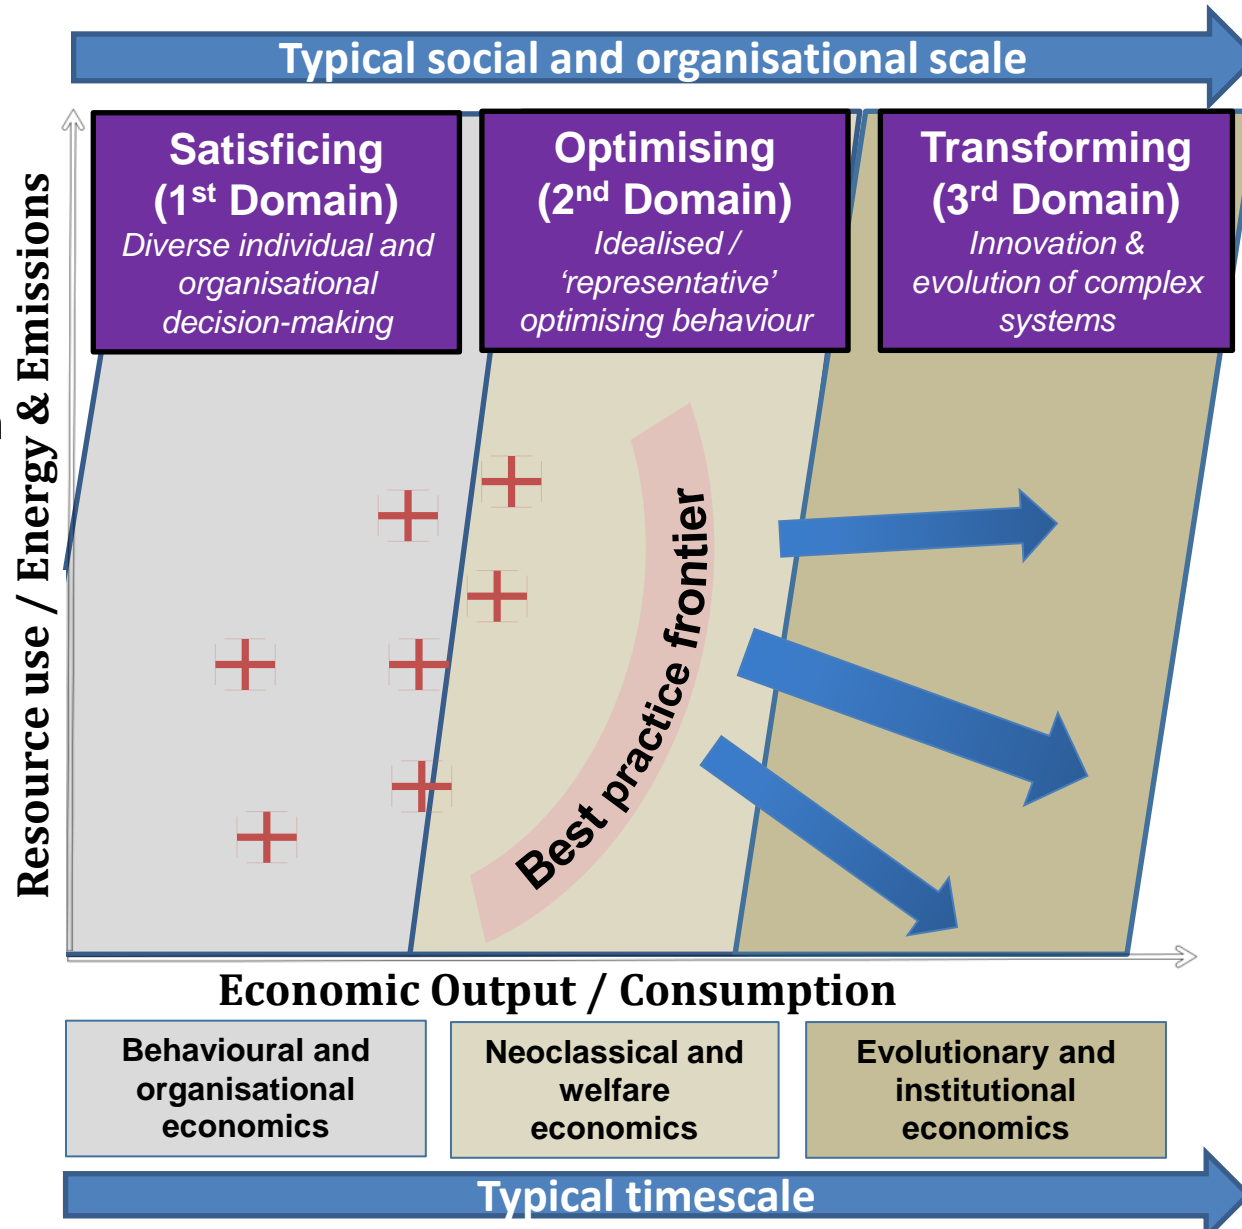 Typical social and organisational scale
Satisficing
(1st Domain)
Diverse individual and
organisational
decision-making
Optimising
(2nd Domain)
Idealised /
‘representative’
optimising behaviour
Transforming
(3rd Domain)
Innovation &
evolution of complex
systems
Resource use / Energy & Emissions
Best practice frontier
Economic Output / Consumption
Behavioural and
organisational
economics
Neoclassical and
welfare
economics
Evolutionary and
institutional
economics
Typical timescale